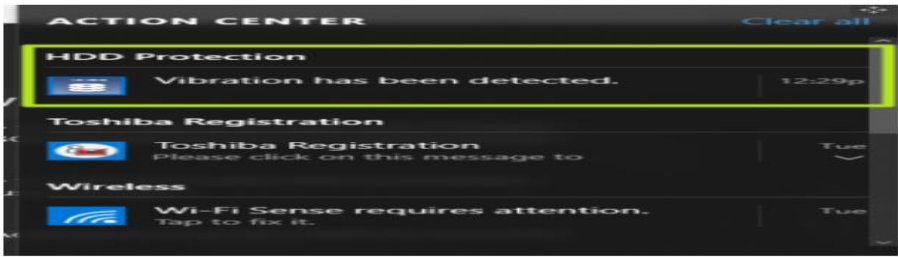 ACTION CENTER
Clear all
HDD Protection
Vibration has been detected.
12:29p
Toshiba Registration
Toshiba Registration
Tue
Please click on this message to
Wireless
Wi-Fi Sense requires attention.
Tue
Tap to fix it.